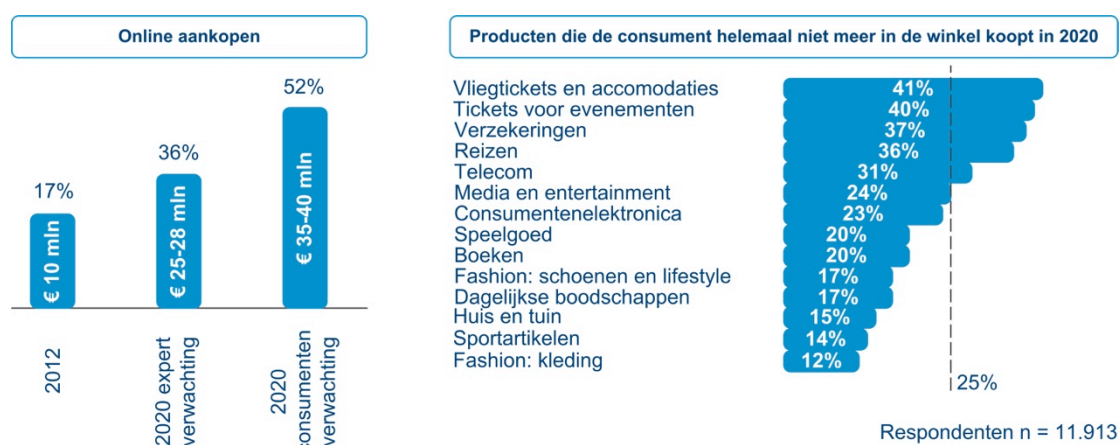 Online aankopen
17%
36%
52%
€ 10 mln
€ 25-28 mln
€ 35-40 mln
2012
2020 expert
verwachting
2020
consumenten
verwachting
Producten die de consument helemaal niet meer in de winkel koopt in 2020
Vliegtickets en accomodaties 41%
Tickets voor evenementen 40%
Verzekeringen 37%
Reizen 36%
Telecom 31%
Media en entertainment 24%
Consumentenelektronica 23%
Speelgoed 20%
Boeken 20%
Fashion: schoenen en lifestyle 17%
Dagelijkse boodschappen 17%
Huis en tuin 15%
Sportartikelen 14%
Fashion: kleding 12%
25%
Respondenten n = 11.913